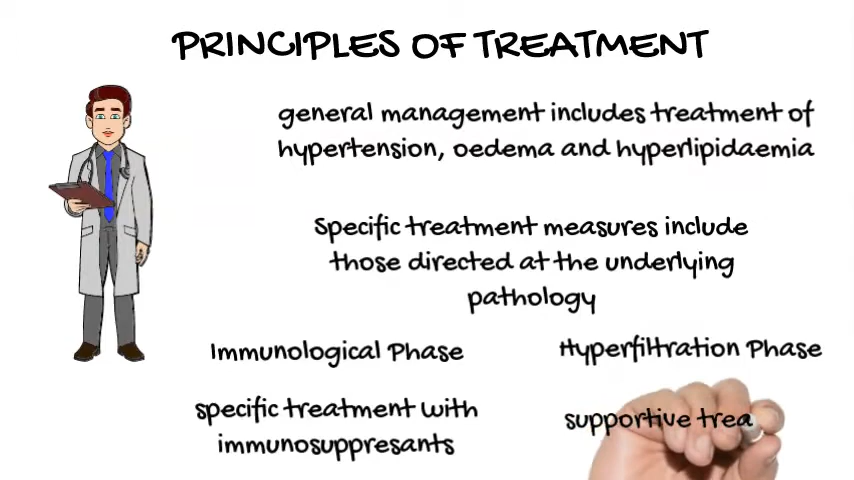 PRINCIPLES OF TREATMENT
general management includes treatment of
hypertension, oedema and hyperlipidaemia
Specific treatment measures include
those directed at the underlying
pathology
Immunological Phase
Hyperfiltration Phase
specific treatment with
immunosuppresants
supportive trea